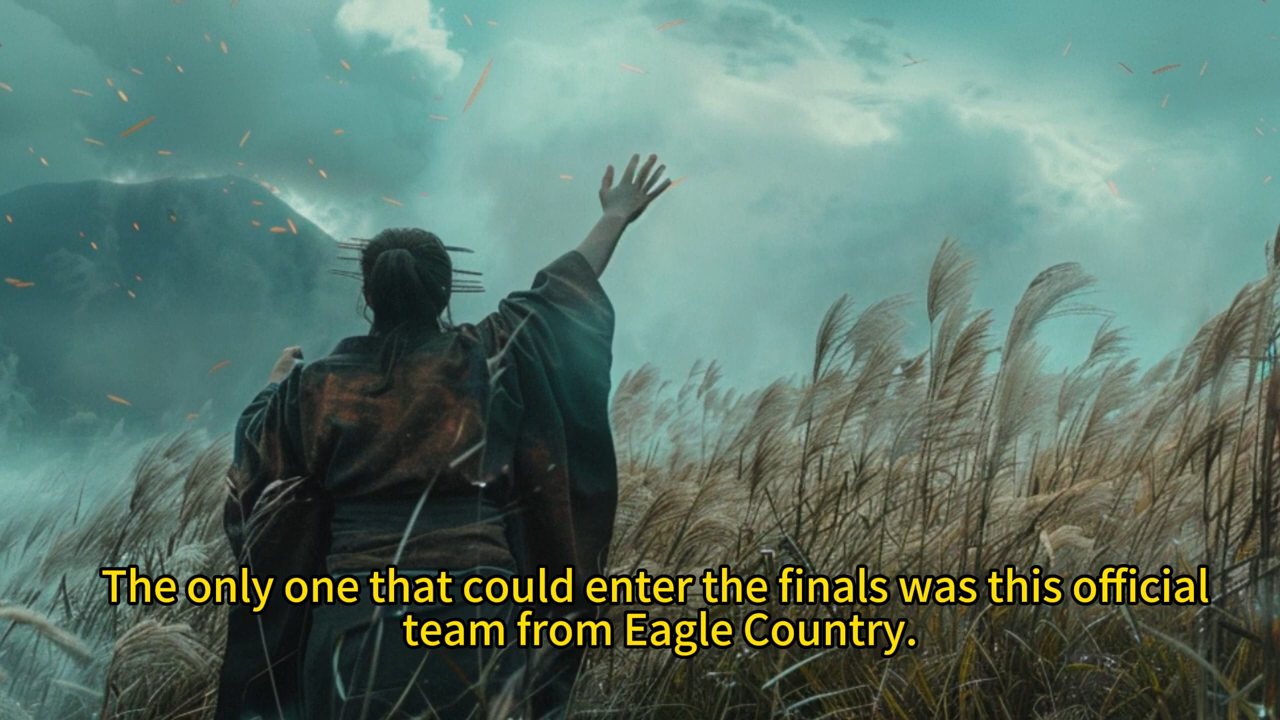 The only one that could enter the finals was this official
team from Eagle Country.